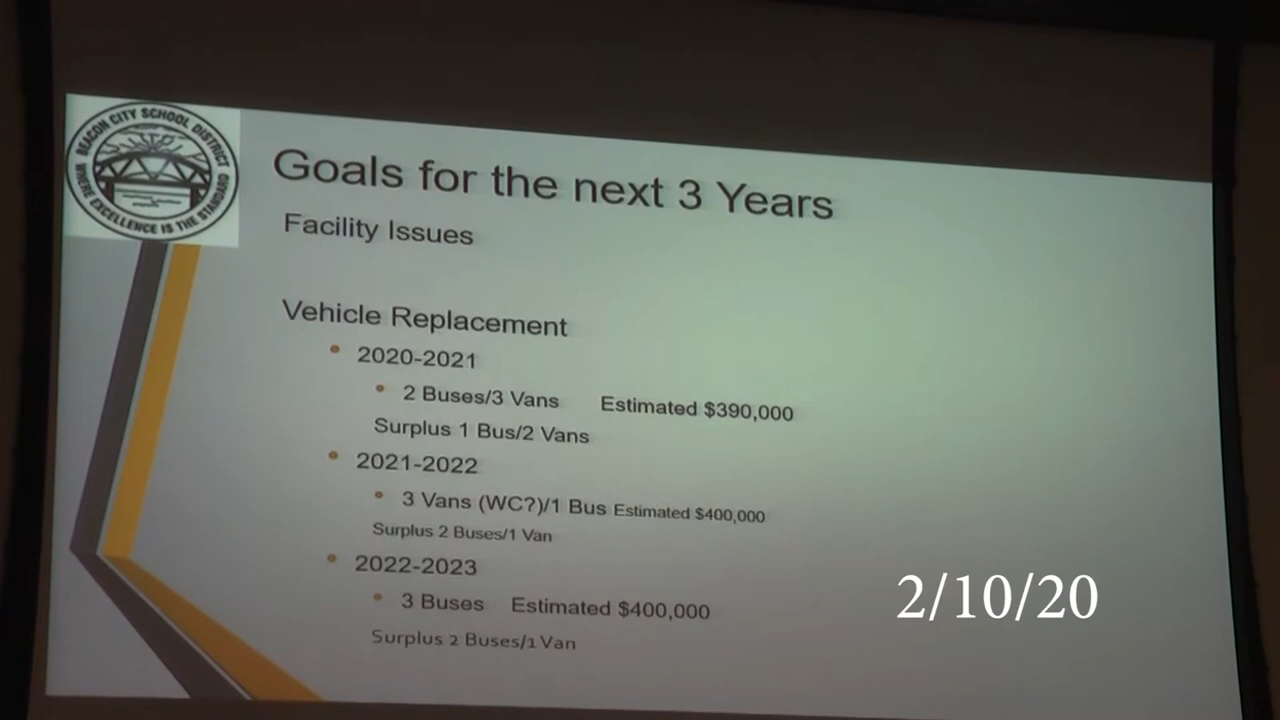 BEACON CITY SCHOOL DISTRICT
WHERE EXCELLENCE IS THE STANDARD
Goals for the next 3 Years
Facility Issues
Vehicle Replacement
• 2020-2021
• 2 Buses/3 Vans Estimated $390,000
Surplus 1 Bus/2 Vans
• 2021-2022
• 3 Vans (WC?)/1 Bus Estimated $400,000
Surplus 2 Buses/1 Van
• 2022-2023
• 3 Buses Estimated $400,000
Surplus 2 Buses/1 Van
2/10/20